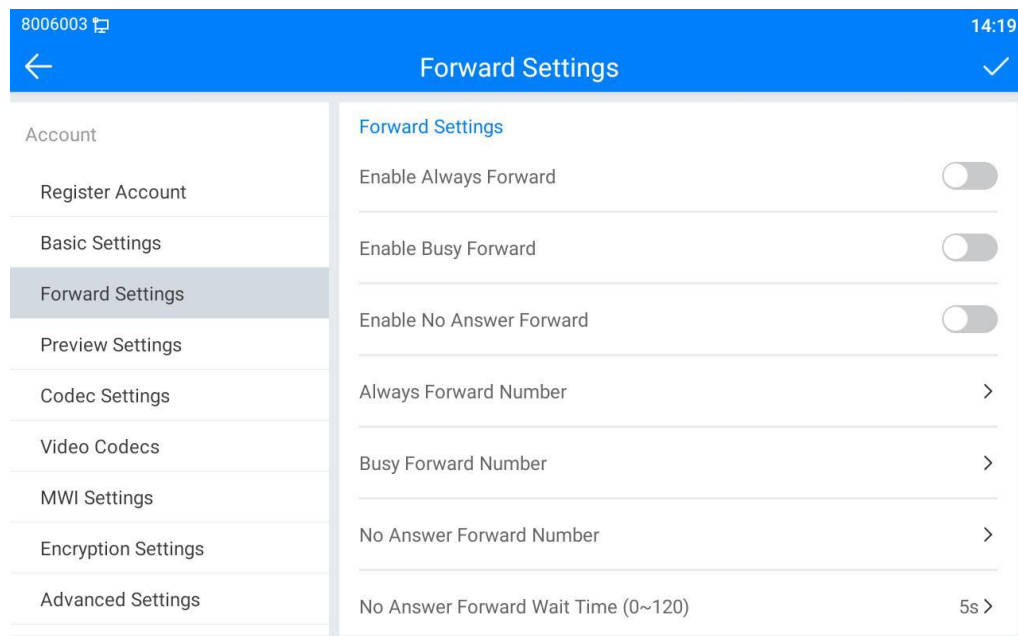 8006003
14:19
Forward Settings
Account
Register Account
Basic Settings
Forward Settings
Preview Settings
Codec Settings
Video Codecs
MWI Settings
Encryption Settings
Advanced Settings
Forward Settings
Enable Always Forward
Enable Busy Forward
Enable No Answer Forward
Always Forward Number
Busy Forward Number
No Answer Forward Number
No Answer Forward Wait Time (0~120) 5s